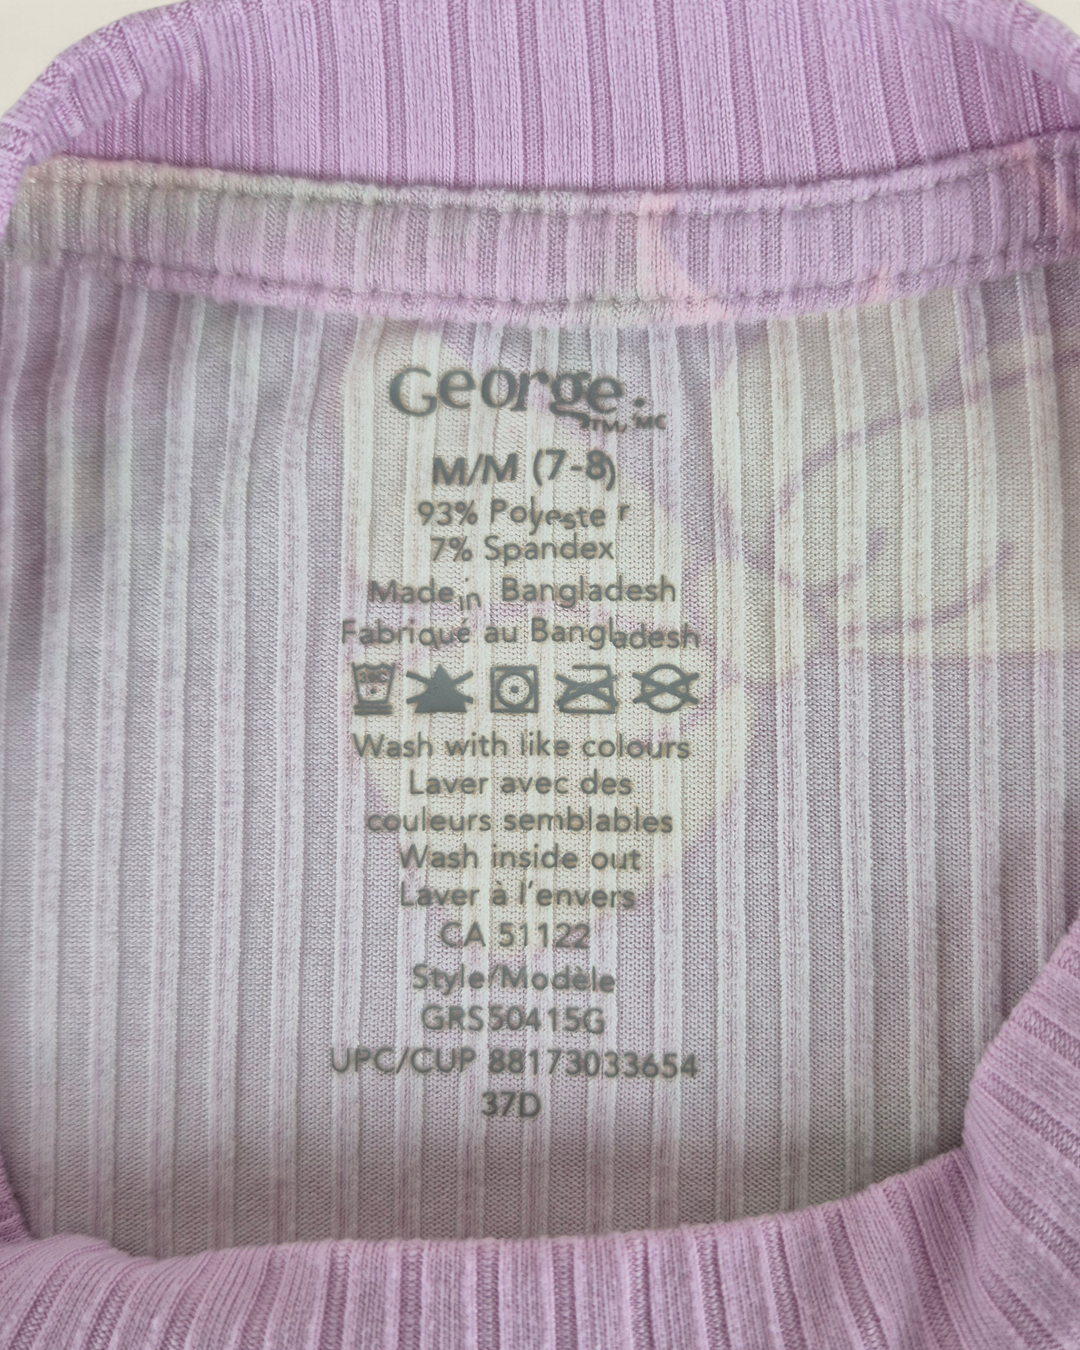 George.
TM, MC
M/M (7-8)
93% Polyester
7% Spandex
Made in Bangladesh
Fabriqué au Bangladesh
Wash with like colours
Laver avec des
couleurs semblables
Wash inside out
Laver à l'envers
CA 51122
Style/Modèle
GRS50415G
UPC/CUP 88173033654
37D